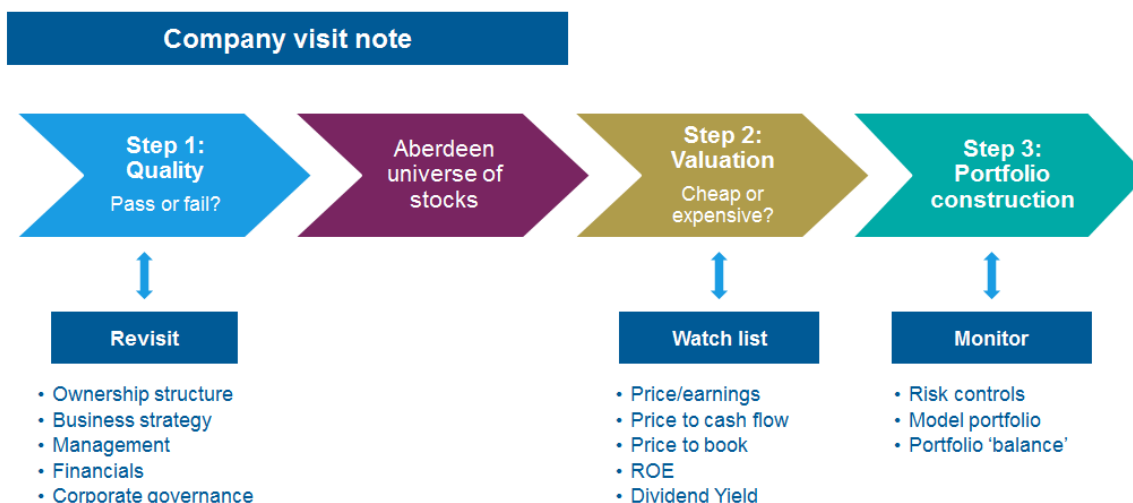 Company visit note
Step 1:
Quality
Pass or fail?
Aberdeen
universe of
stocks
Step 2:
Valuation
Cheap or
expensive?
Step 3:
Portfolio
construction
Revisit
• Ownership structure
• Business strategy
• Management
• Financials
• Corporate governance
Watch list
• Price/earnings
• Price to cash flow
• Price to book
• ROE
• Dividend Yield
Monitor
• Risk controls
• Model portfolio
• Portfolio ‘balance’